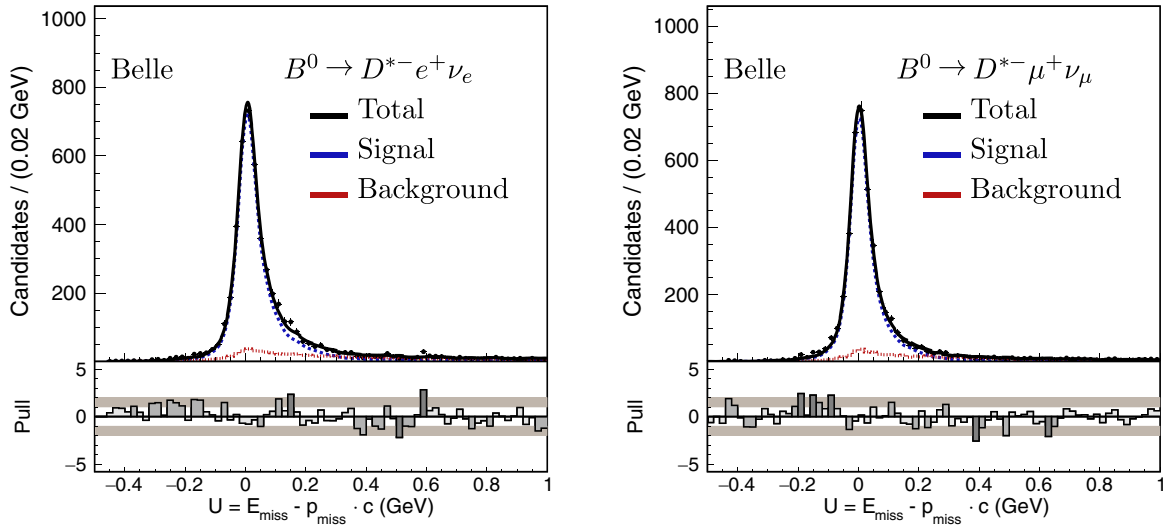 1000
800
600
400
200
Candidates / (0.02 GeV)
Belle
B⁰ → D*⁻e⁺νₑ
Total
Signal
Background
5
0
−5
Pull
−0.4 −0.2 0 0.2 0.4 0.6 0.8 1
U = E_miss - p_miss · c (GeV)
1000
800
600
400
200
Candidates / (0.02 GeV)
Belle
B⁰ → D*⁻μ⁺ν_μ
Total
Signal
Background
5
0
−5
Pull
−0.4 −0.2 0 0.2 0.4 0.6 0.8 1
U = E_miss - p_miss · c (GeV)